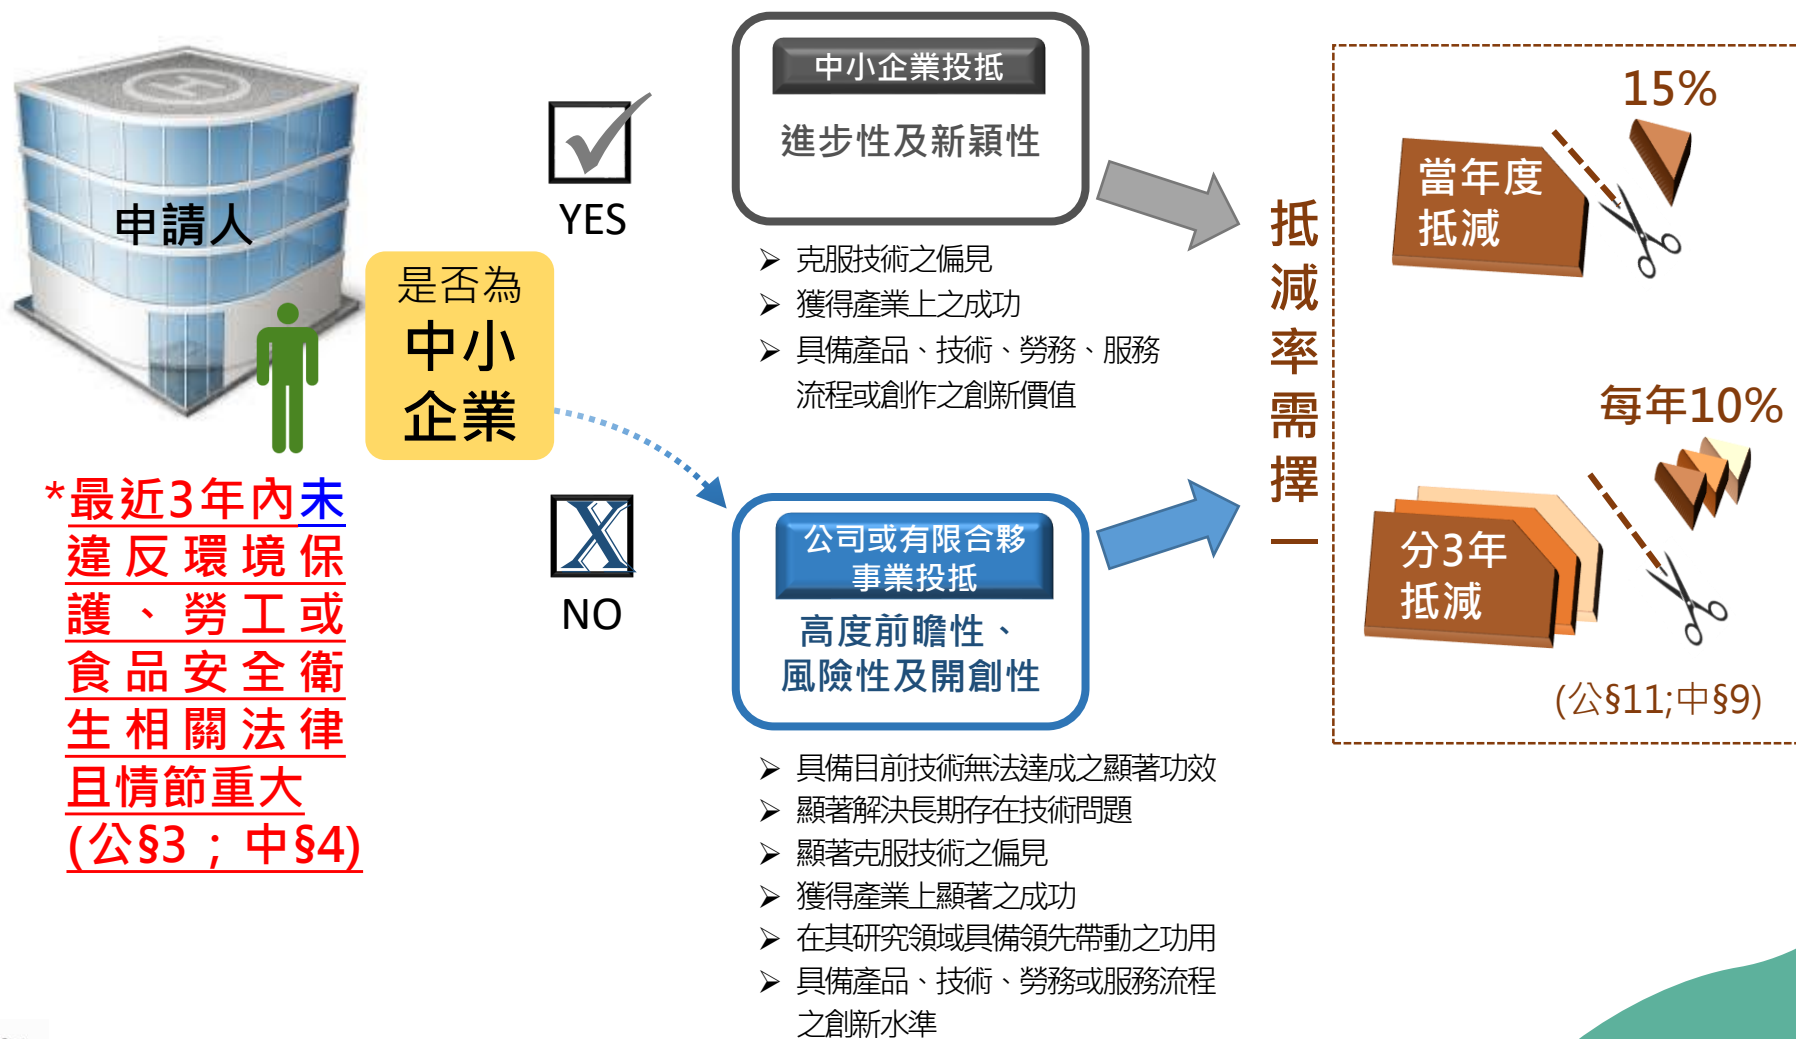 申請人
是否為
中小
企業
*最近3年內未
違反環境保
護、勞工或
食品安全衛
生相關法律
且情節重大
(公§3；中§4)
YES
NO
中小企業投抵
進步性及新穎性
➢ 克服技術之偏見
➢ 獲得產業上之成功
➢ 具備產品、技術、勞務、服務
流程或創作之創新價值
公司或有限合夥
事業投抵
高度前瞻性、
風險性及開創性
➢ 具備目前技術無法達成之顯著功效
➢ 顯著解決長期存在技術問題
➢ 顯著克服技術之偏見
➢ 獲得產業上顯著之成功
➢ 在其研究領域具備領先帶動之功用
➢ 具備產品、技術、勞務或服務流程
之創新水準
抵減率需擇一
15%
當年度
抵減
每年10%
分3年
抵減
(公§11;中§9)